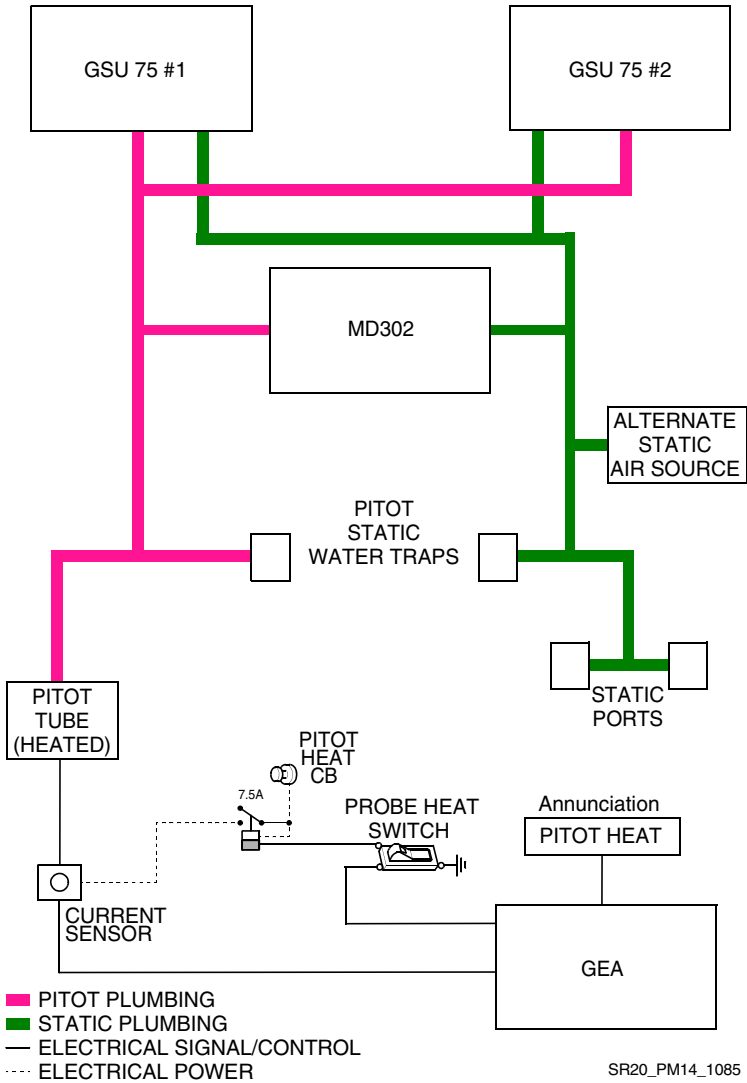 GSU 75 #1
GSU 75 #2
MD302
ALTERNATE
STATIC
AIR SOURCE
PITOT
STATIC
WATER TRAPS
STATIC
PORTS
PITOT
TUBE
(HEATED)
PITOT
HEAT
CB
7.5A
PROBE HEAT
SWITCH
Annunciation
PITOT HEAT
CURRENT
SENSOR
GEA
PITOT PLUMBING
STATIC PLUMBING
ELECTRICAL SIGNAL/CONTROL
ELECTRICAL POWER
SR20_PM14_1085